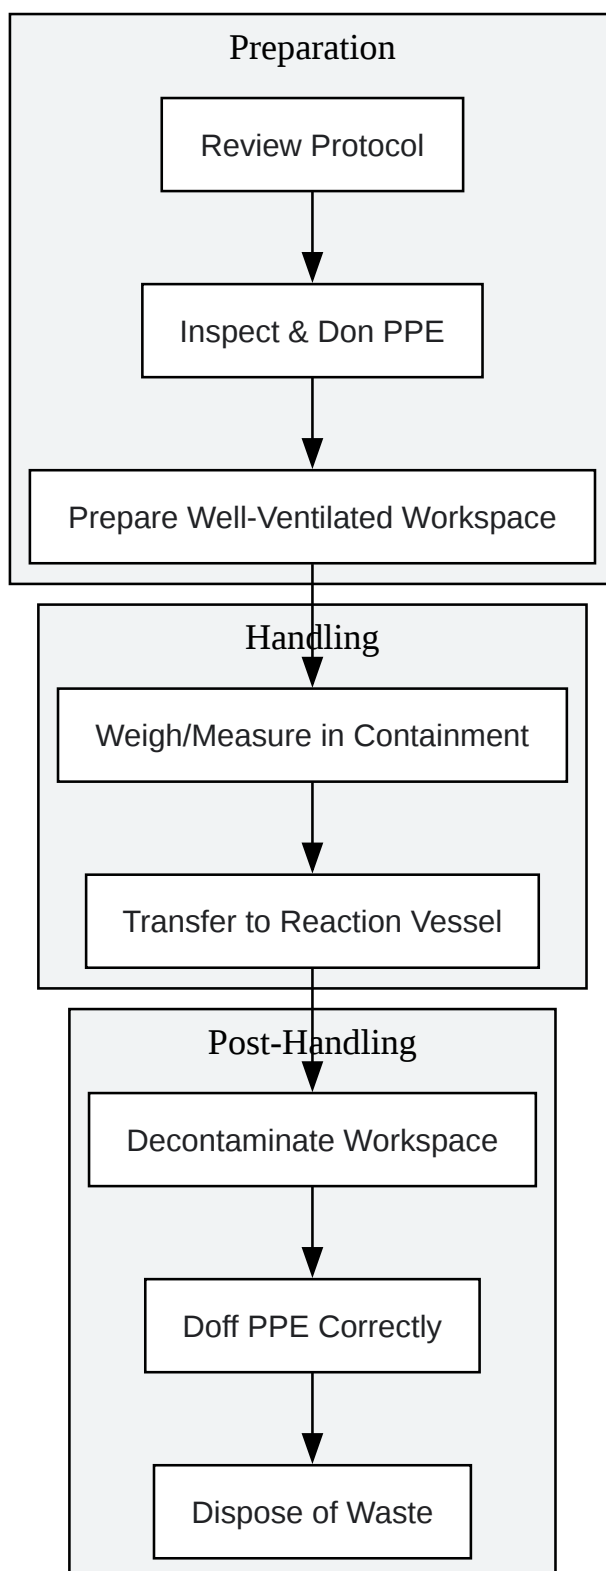 Preparation
Review Protocol
Inspect & Don PPE
Prepare Well-Ventilated Workspace
Handling
Weigh/Measure in Containment
Transfer to Reaction Vessel
Post-Handling
Decontaminate Workspace
Doff PPE Correctly
Dispose of Waste